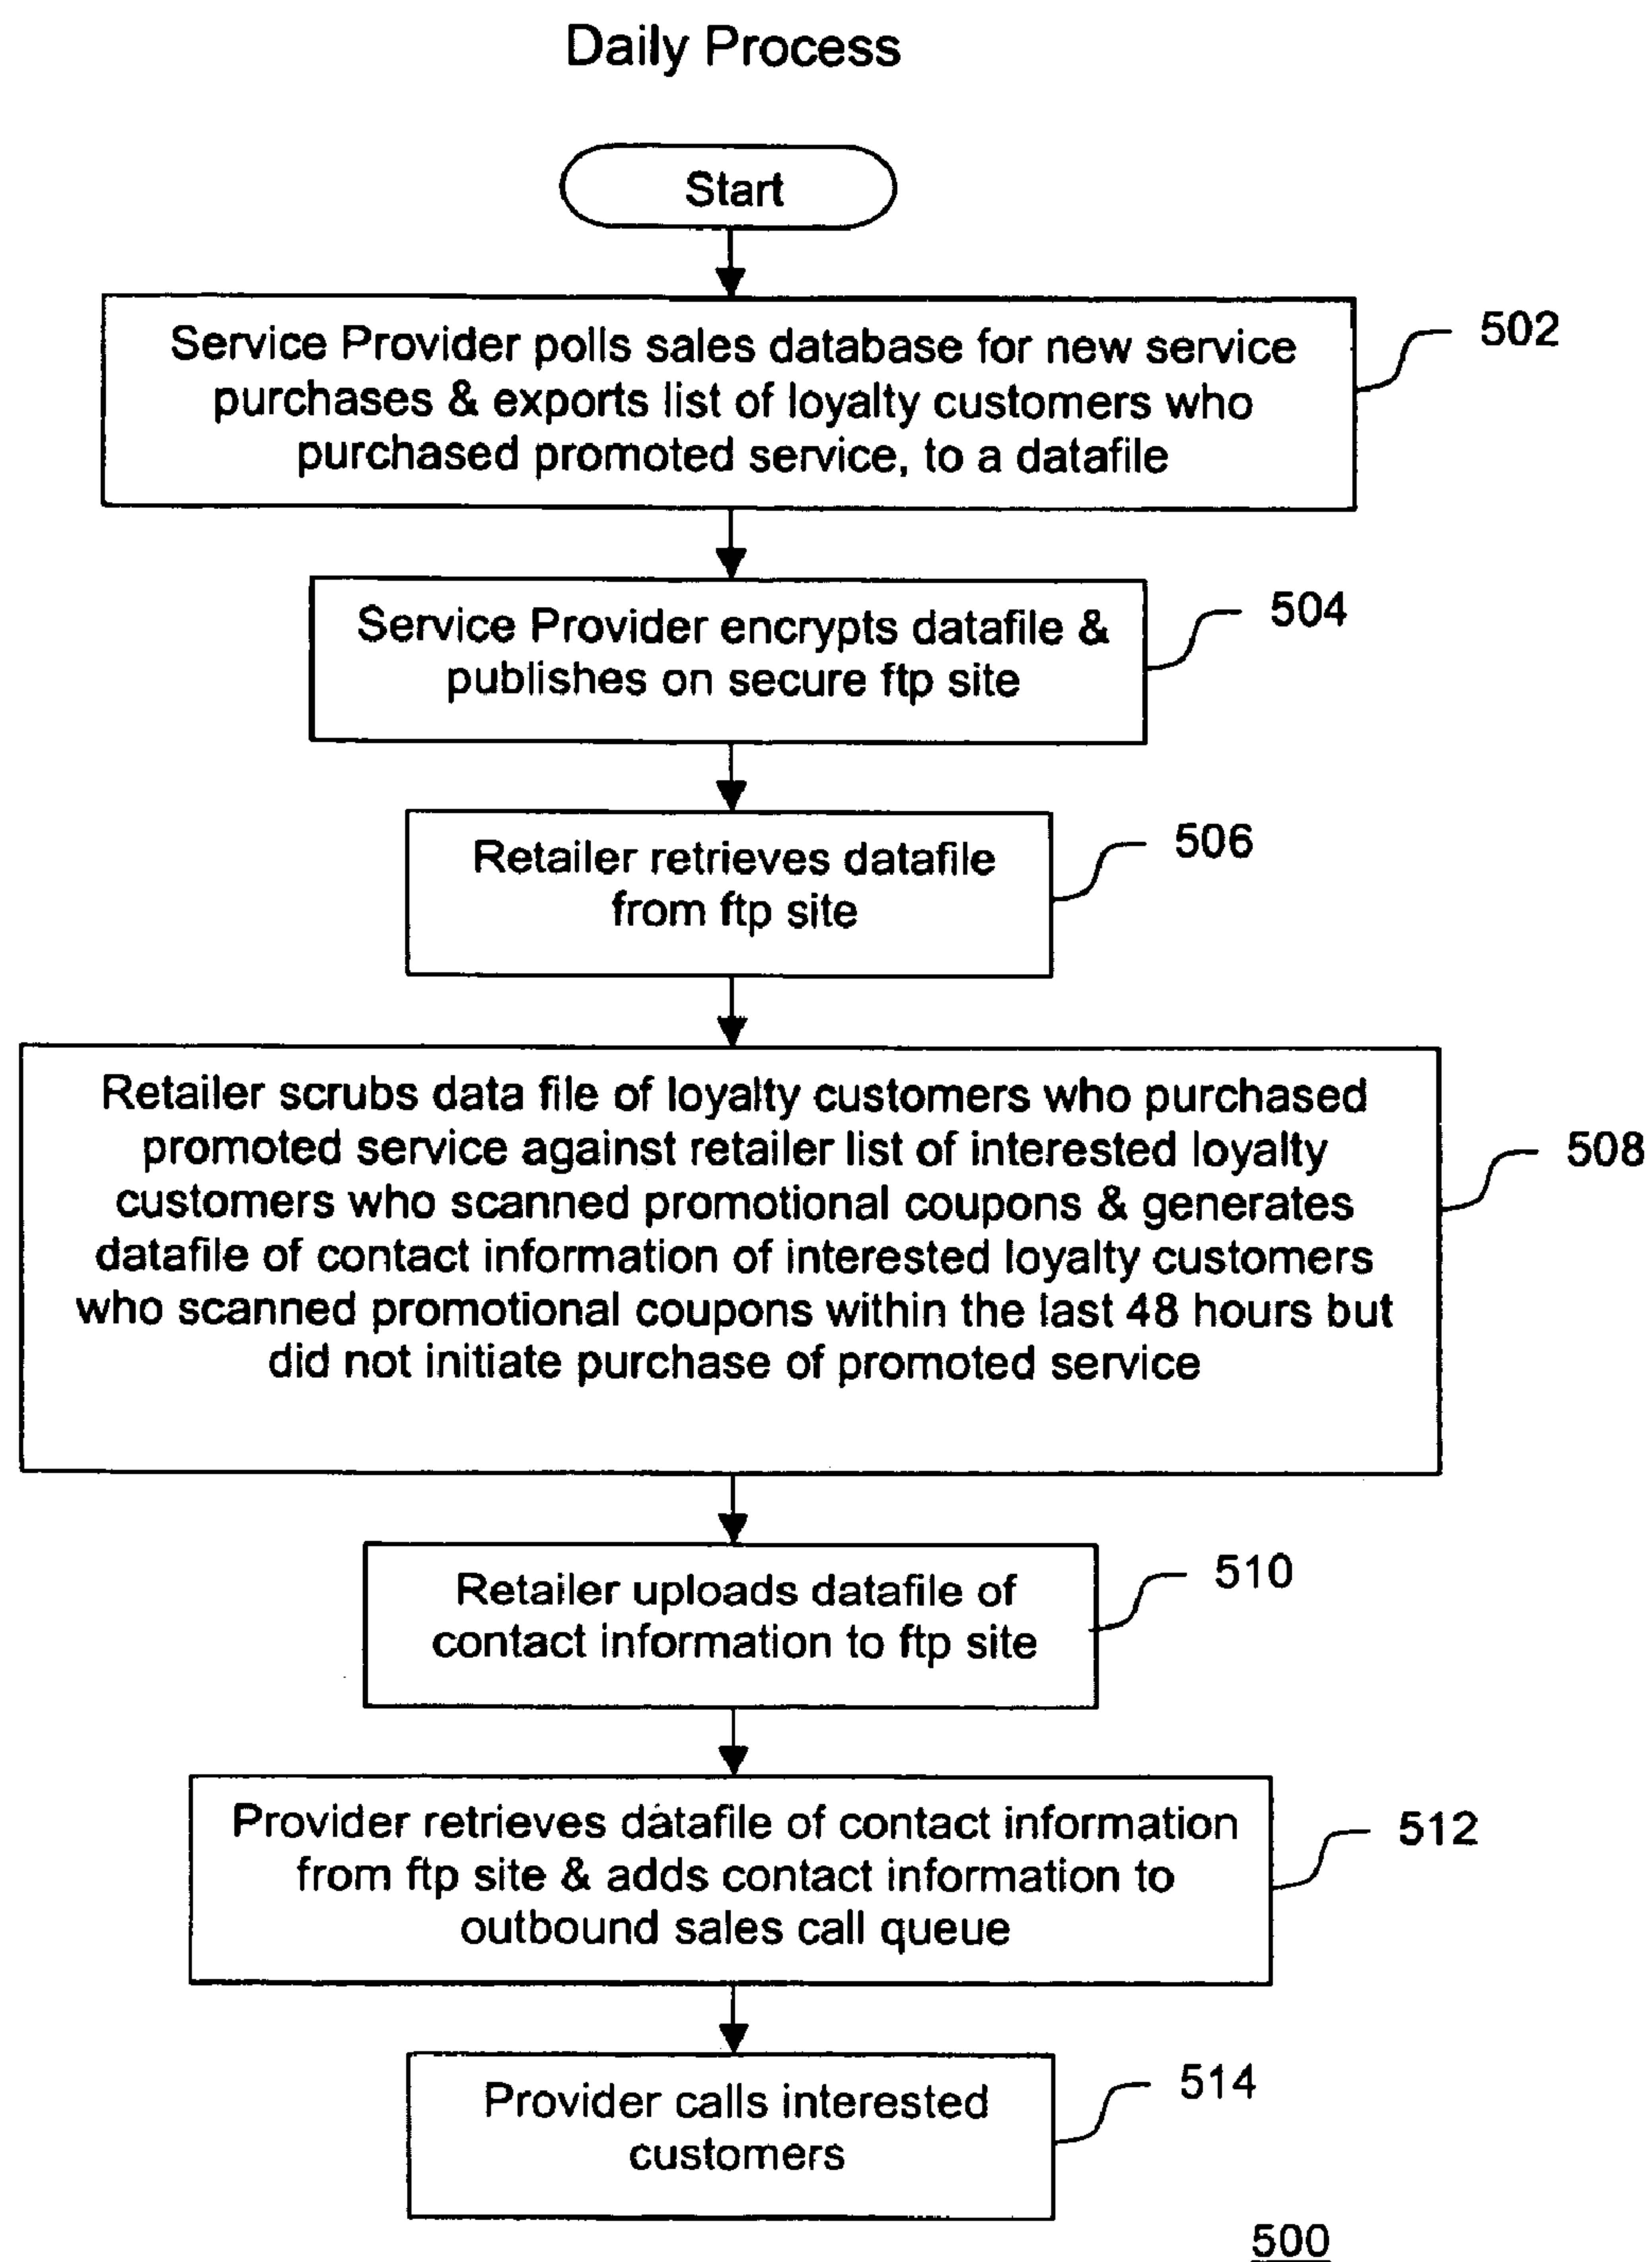 Daily Process
Start
Service Provider polls sales database for new service
purchases & exports list of loyalty customers who
purchased promoted service, to a datafile
502
Service Provider encrypts datafile &
publishes on secure ftp site
504
Retailer retrieves datafile
from ftp site
506
Retailer scrubs data file of loyalty customers who purchased
promoted service against retailer list of interested loyalty
customers who scanned promotional coupons & generates
datafile of contact information of interested loyalty customers
who scanned promotional coupons within the last 48 hours but
did not initiate purchase of promoted service
508
Retailer uploads datafile of
contact information to ftp site
510
Provider retrieves datafile of contact information
from ftp site & adds contact information to
outbound sales call queue
512
Provider calls interested
customers
514
500